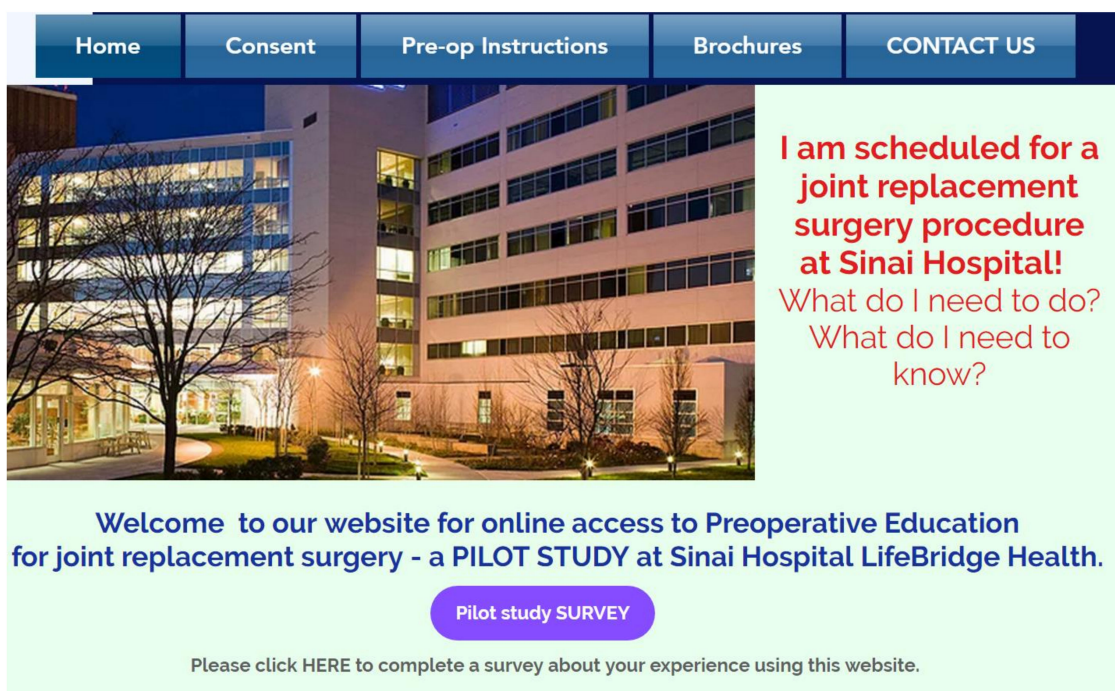 Home
Consent
Pre-op Instructions
Brochures
CONTACT US
I am scheduled for a
joint replacement
surgery procedure
at Sinai Hospital!
What do I need to do?
What do I need to
know?
Welcome to our website for online access to Preoperative Education
for joint replacement surgery - a PILOT STUDY at Sinai Hospital LifeBridge Health.
Pilot study SURVEY
Please click HERE to complete a survey about your experience using this website.